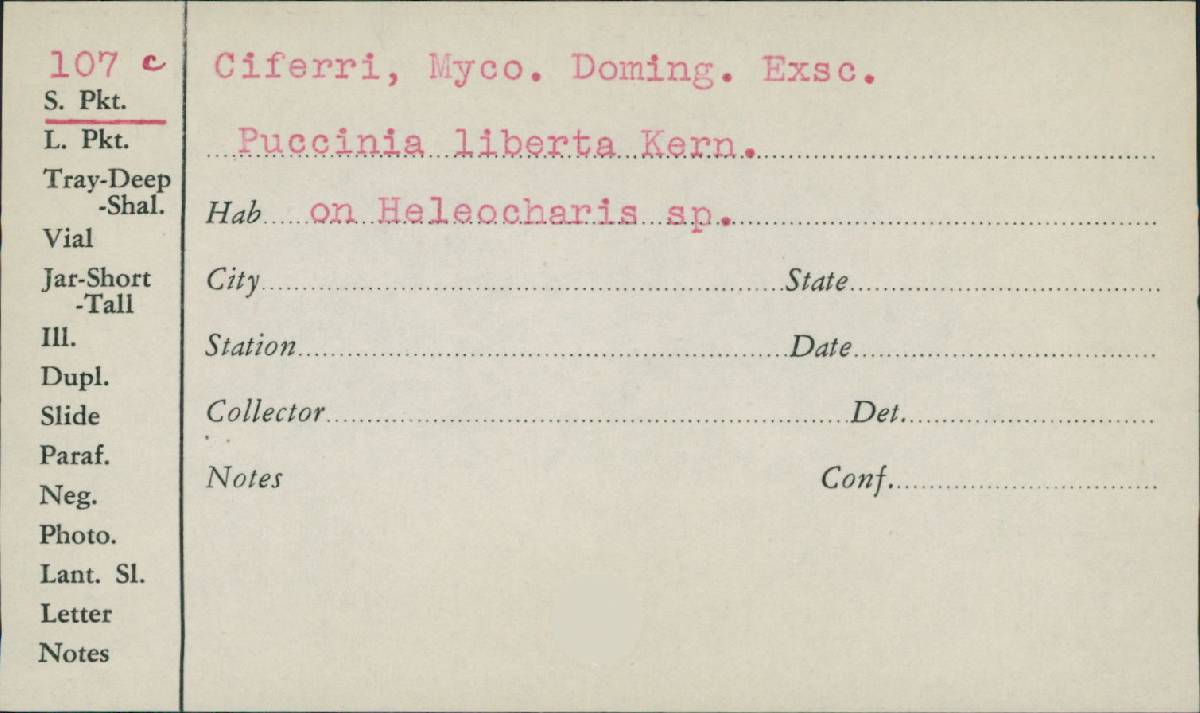 107 c
S. Pkt.
L. Pkt.
Tray-Deep
-Shal.
Vial
Jar-Short
-Tall
Ill.
Dupl.
Slide
Paraf.
Neg.
Photo.
Lant. Sl.
Letter
Notes
Ciferri, Myco. Doming. Exsc.
Puccinia liberta Kern.
Hab on Heleocharis sp.
City State
Station Date
Collector Det.
Notes Conf.